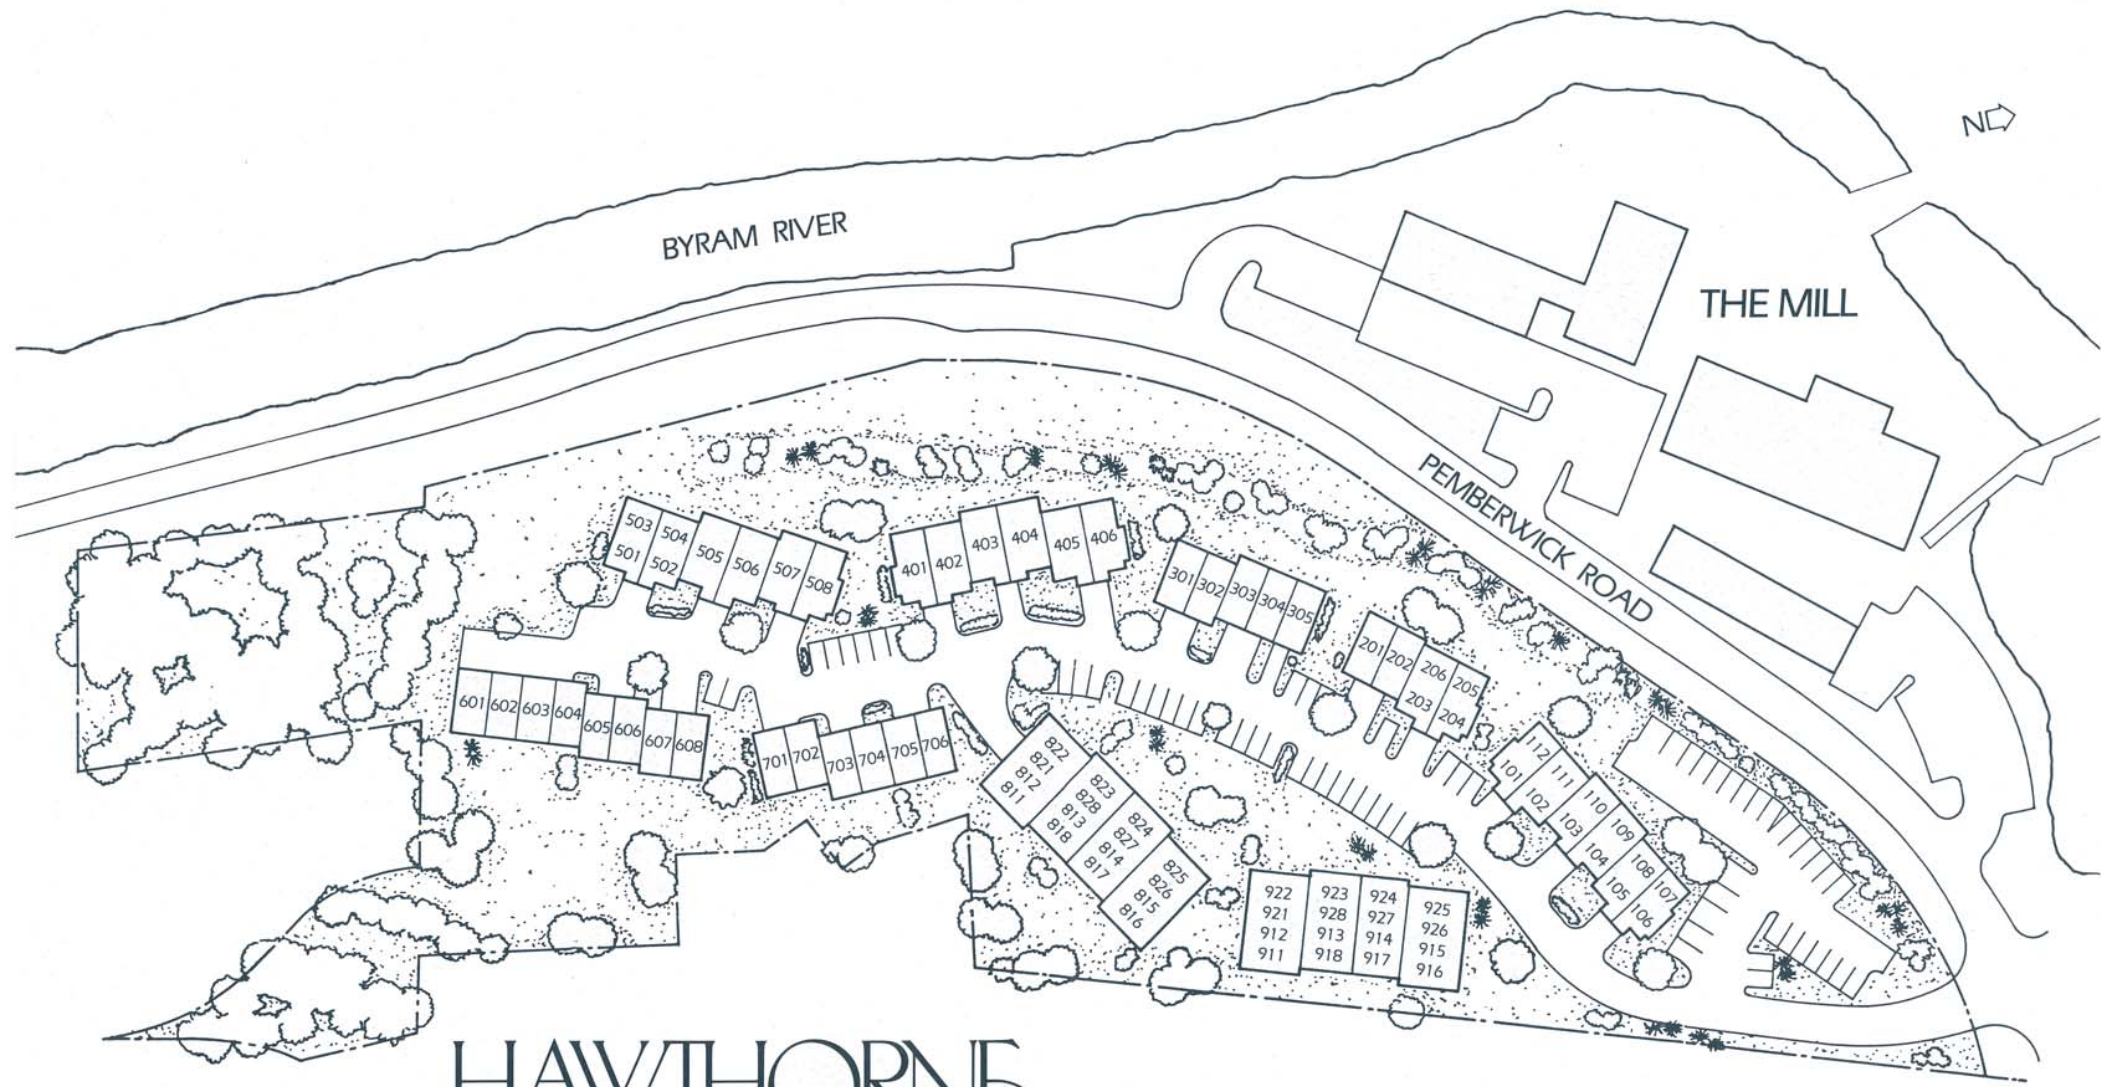 N
BYRAM RIVER
THE MILL
PEMBERWICK ROAD
503 504 505 506 507 508
501 502
401 402 403 404 405 406
301 302 303 304 305
201 202 206 205
203 204
601 602 603 604 605 606 607 608
701 702 703 704 705 706
112 111 110 109 108 107
101 102 103 104 105 106
822 823 824 825
821 828 827 826
812 813 814 815
811 818 817 816
922 923 924 925
921 928 927 926
912 913 914 915
911 918 917 916
HAWTHORNE